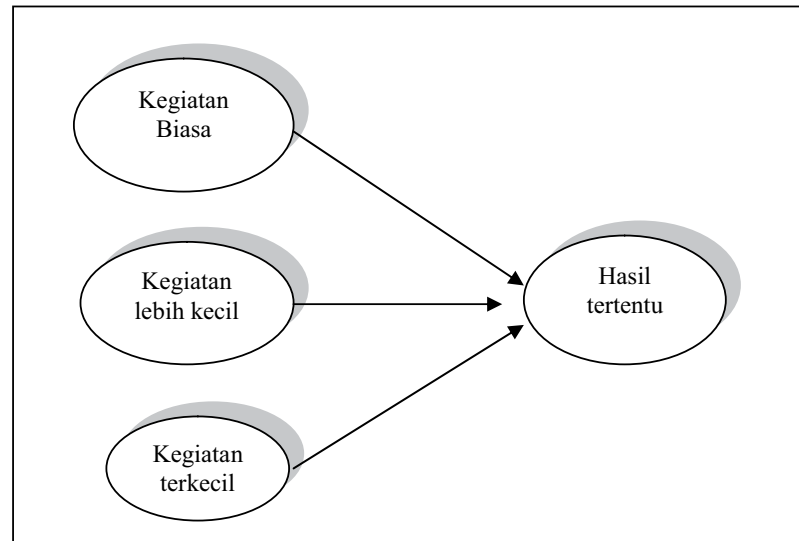 Kegiatan
Biasa
Kegiatan
lebih kecil
Hasil
tertentu
Kegiatan
terkecil